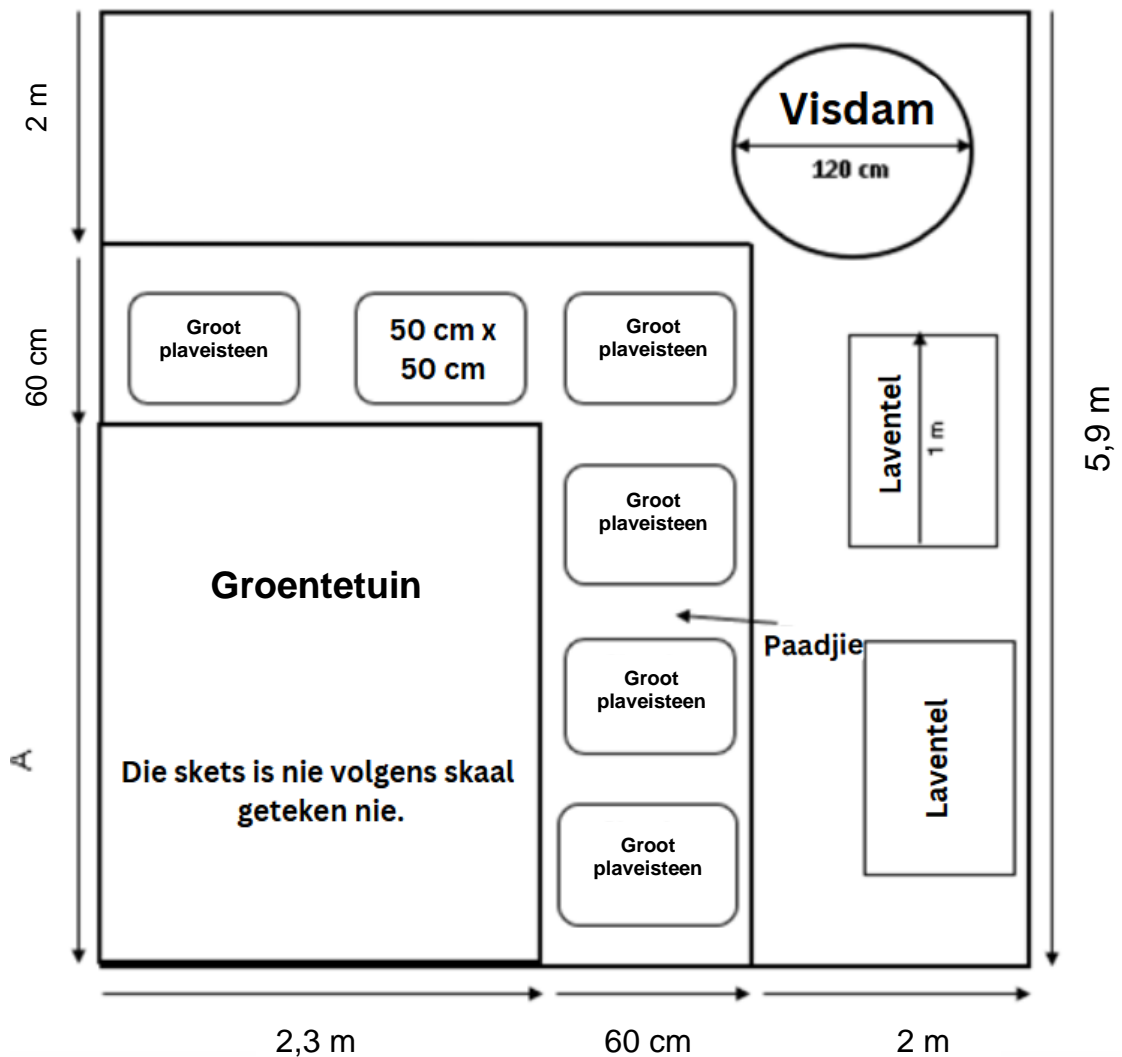 2 m
Visdam
120 cm
60 cm
Groot
plaveisteen
50 cm x
50 cm
Groot
plaveisteen
Laventel
1 m
5,9 m
Groot
plaveisteen
Groentetuin
Paadjie
Groot
plaveisteen
Laventel
A
Die skets is nie volgens skaal
geteken nie.
Groot
plaveisteen
2,3 m
60 cm
2 m